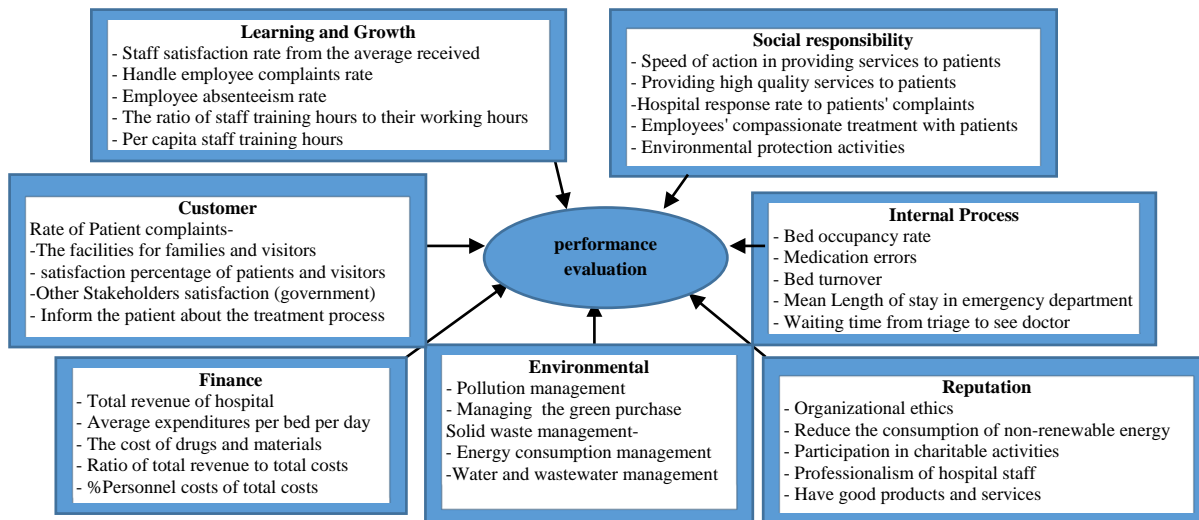 Learning and Growth
- Staff satisfaction rate from the average received
- Handle employee complaints rate
- Employee absenteeism rate
- The ratio of staff training hours to their working hours
- Per capita staff training hours
Social responsibility
- Speed of action in providing services to patients
- Providing high quality services to patients
-Hospital response rate to patients' complaints
- Employees' compassionate treatment with patients
- Environmental protection activities
Customer
Rate of Patient complaints-
-The facilities for families and visitors
- satisfaction percentage of patients and visitors
-Other Stakeholders satisfaction (government)
- Inform the patient about the treatment process
performance
evaluation
Internal Process
- Bed occupancy rate
- Medication errors
- Bed turnover
- Mean Length of stay in emergency department
- Waiting time from triage to see doctor
Finance
- Total revenue of hospital
- Average expenditures per bed per day
- The cost of drugs and materials
- Ratio of total revenue to total costs
- %Personnel costs of total costs
Environmental
- Pollution management
- Managing the green purchase
Solid waste management-
- Energy consumption management
-Water and wastewater management
Reputation
- Organizational ethics
- Reduce the consumption of non-renewable energy
- Participation in charitable activities
- Professionalism of hospital staff
- Have good products and services